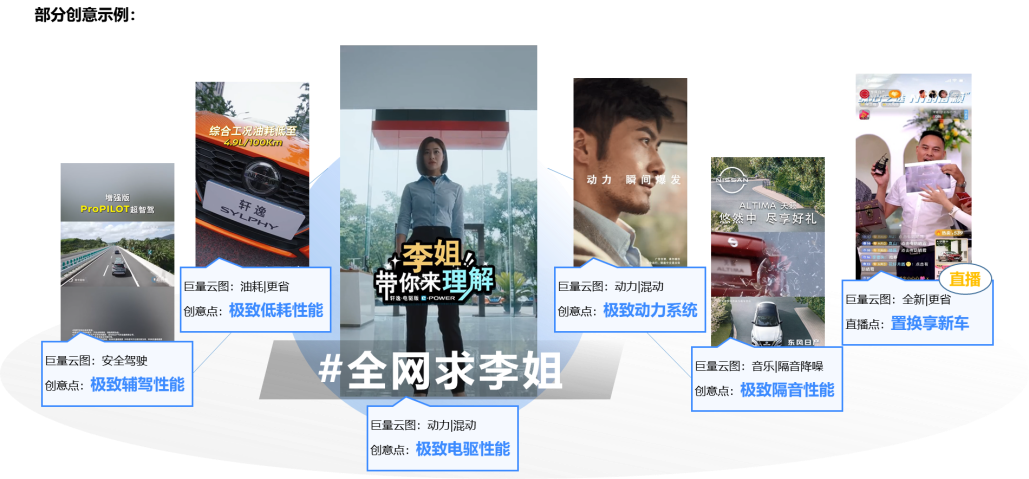 部分创意示例：
增强版
ProPILOT超智驾
巨量云图：安全驾驶
创意点：极致辅驾性能
综合工况油耗低至
4.9L/100Km
轩逸
SYLPHY
巨量云图：油耗|更省
创意点：极致低耗性能
李姐
带你来理解
轩逸·电驱版 e-POWER
#全网求李姐
巨量云图：动力|混动
创意点：极致电驱性能
动力 瞬间爆发
巨量云图：动力|混动
创意点：极致动力系统
NISSAN
ALTIMA 天籁
悠然中 尽享好礼
ALTIMA
东风日产
巨量云图：音乐|隔音降噪
创意点：极致隔音性能
直播
巨量云图：全新|更省
直播点：置换享新车